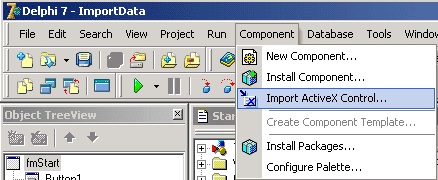 Delphi 7 - ImportData
File Edit Search View Project Run Component Database Tools Window
New Component...
Install Component...
Import ActiveX Control...
Create Component Template...
Install Packages...
Configure Palette...
Object TreeView
fmStart
Button1